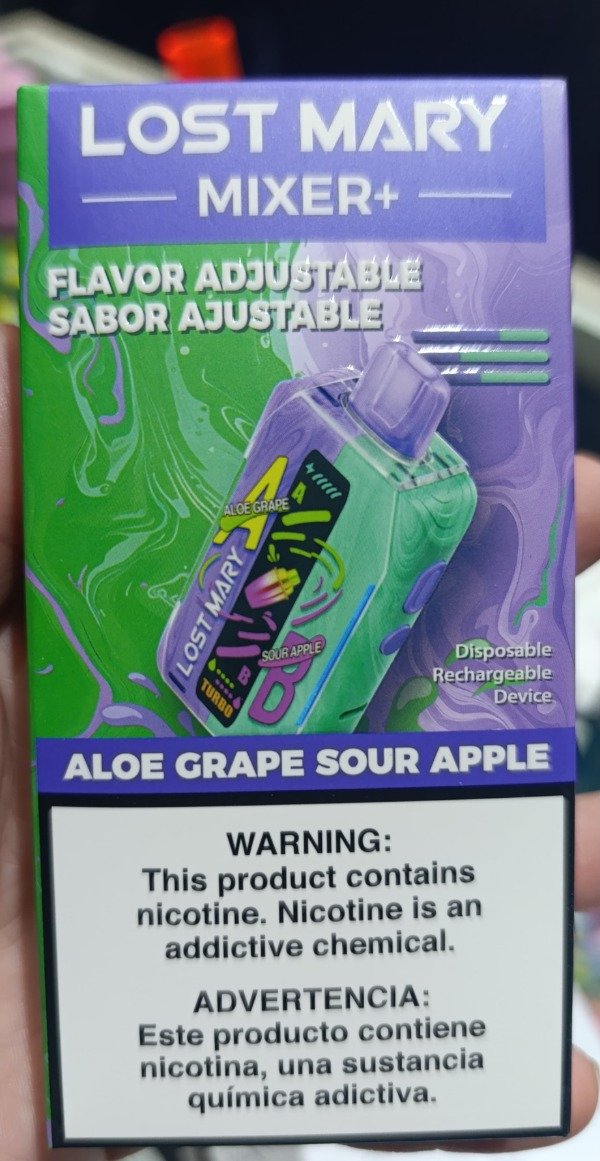 LOST MARY
MIXER+
FLAVOR ADJUSTABLE
SABOR AJUSTABLE
A
A
ALOE GRAPE
LOST MARY
SOUR APPLE
B
B
TURBO
Disposable
Rechargeable
Device
ALOE GRAPE SOUR APPLE
WARNING:
This product contains
nicotine. Nicotine is an
addictive chemical.
ADVERTENCIA:
Este producto contiene
nicotina, una sustancia
química adictiva.